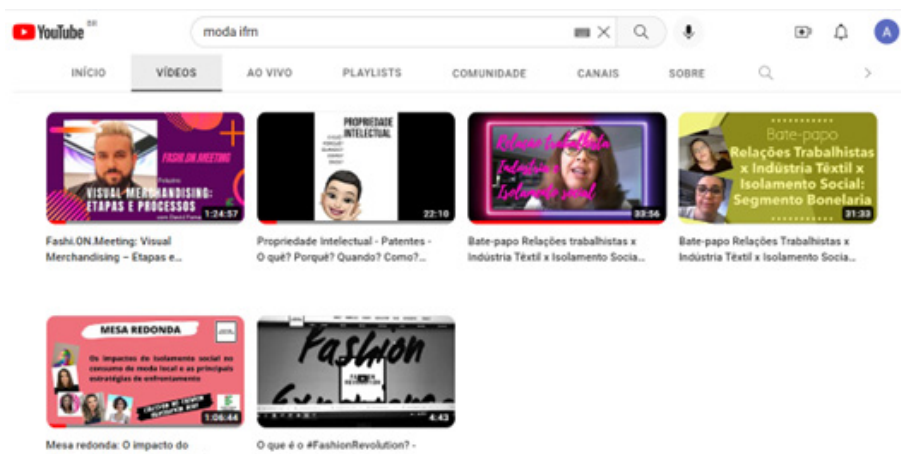 YouTube BR
moda ifrn
A
INÍCIO VÍDEOS AO VIVO PLAYLISTS COMUNIDADE CANAIS SOBRE
FASHI.ON.MEETING
VISUAL MERCHANDISING:
ETAPAS E PROCESSOS
1:24:57
PROPRIEDADE
INTELECTUAL
22:10
Relação trabalhista
Indústria e
Isolamento social
33:56
Bate-papo
Relações Trabalhistas
x Indústria Têxtil x
Isolamento Social:
Segmento Bonelaria
31:33
Fashi.ON.Meeting: Visual
Merchandising – Etapas e...
Propriedade Intelectual - Patentes -
O quê? Porquê? Quando? Como?...
Bate-papo Relações trabalhistas x
Indústria Têxtil x Isolamento Socia...
Bate-papo Relações Trabalhistas x
Indústria Têxtil x Isolamento Socia...
MESA REDONDA
Os impactos do isolamento social no
consumo de moda local e as principais
estratégias de enfrentamento
1:06:44
Fashion
4:43
Mesa redonda: O impacto do
O que é o #FashionRevolution? -